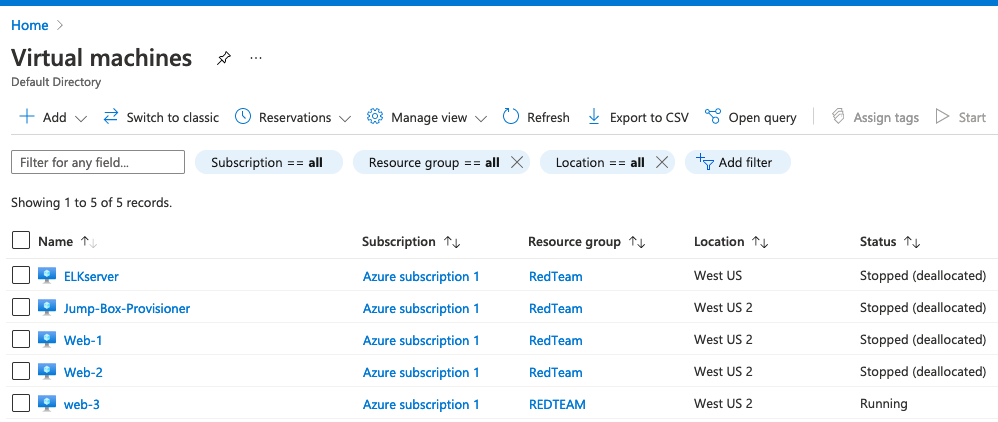 Home
Virtual machines ...
Default Directory
Add Switch to classic Reservations Manage view Refresh Export to CSV Open query Assign tags Start
Filter for any field... Subscription == all Resource group == all Location == all Add filter
Showing 1 to 5 of 5 records.
Name Subscription Resource group Location Status
ELKserver Azure subscription 1 RedTeam West US Stopped (deallocated)
Jump-Box-Provisioner Azure subscription 1 RedTeam West US 2 Stopped (deallocated)
Web-1 Azure subscription 1 RedTeam West US 2 Stopped (deallocated)
Web-2 Azure subscription 1 RedTeam West US 2 Stopped (deallocated)
web-3 Azure subscription 1 REDTEAM West US 2 Running